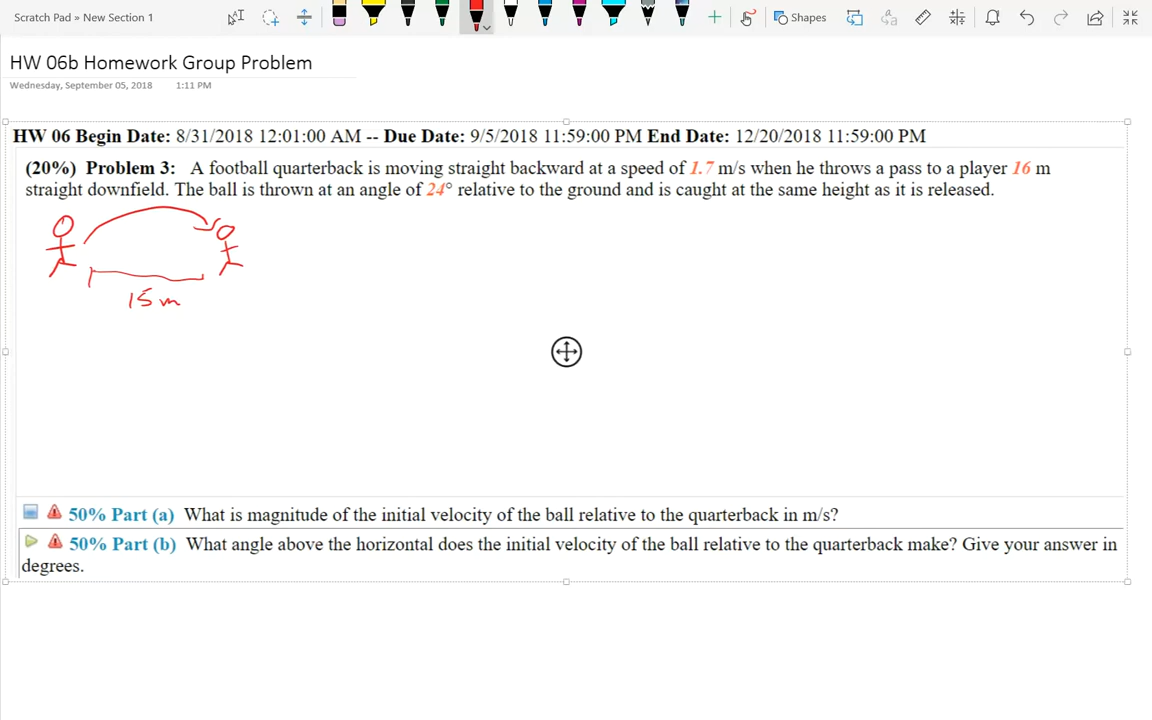 Scratch Pad » New Section 1
Shapes
HW 06b Homework Group Problem
Wednesday, September 05, 2018 1:11 PM
HW 06 Begin Date: 8/31/2018 12:01:00 AM -- Due Date: 9/5/2018 11:59:00 PM End Date: 12/20/2018 11:59:00 PM
(20%) Problem 3: A football quarterback is moving straight backward at a speed of 1.7 m/s when he throws a pass to a player 16 m
straight downfield. The ball is thrown at an angle of 24° relative to the ground and is caught at the same height as it is released.
15 m
50% Part (a) What is magnitude of the initial velocity of the ball relative to the quarterback in m/s?
50% Part (b) What angle above the horizontal does the initial velocity of the ball relative to the quarterback make? Give your answer in
degrees.